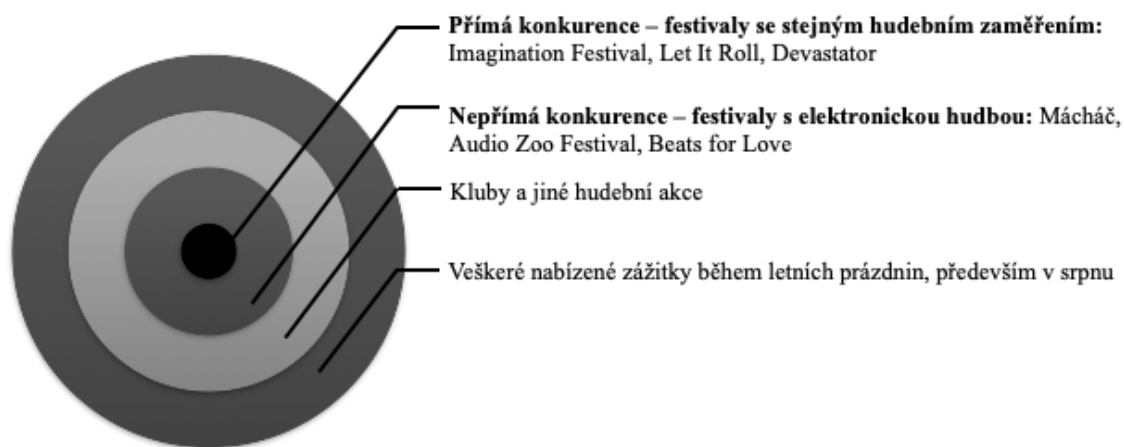 Přímá konkurence – festivaly se stejným hudebním zaměřením:
Imagination Festival, Let It Roll, Devastator
Nepřímá konkurence – festivaly s elektronickou hudbou: Mácháč,
Audio Zoo Festival, Beats for Love
Kluby a jiné hudební akce
Veškeré nabízené zážitky během letních prázdnin, především v srpnu